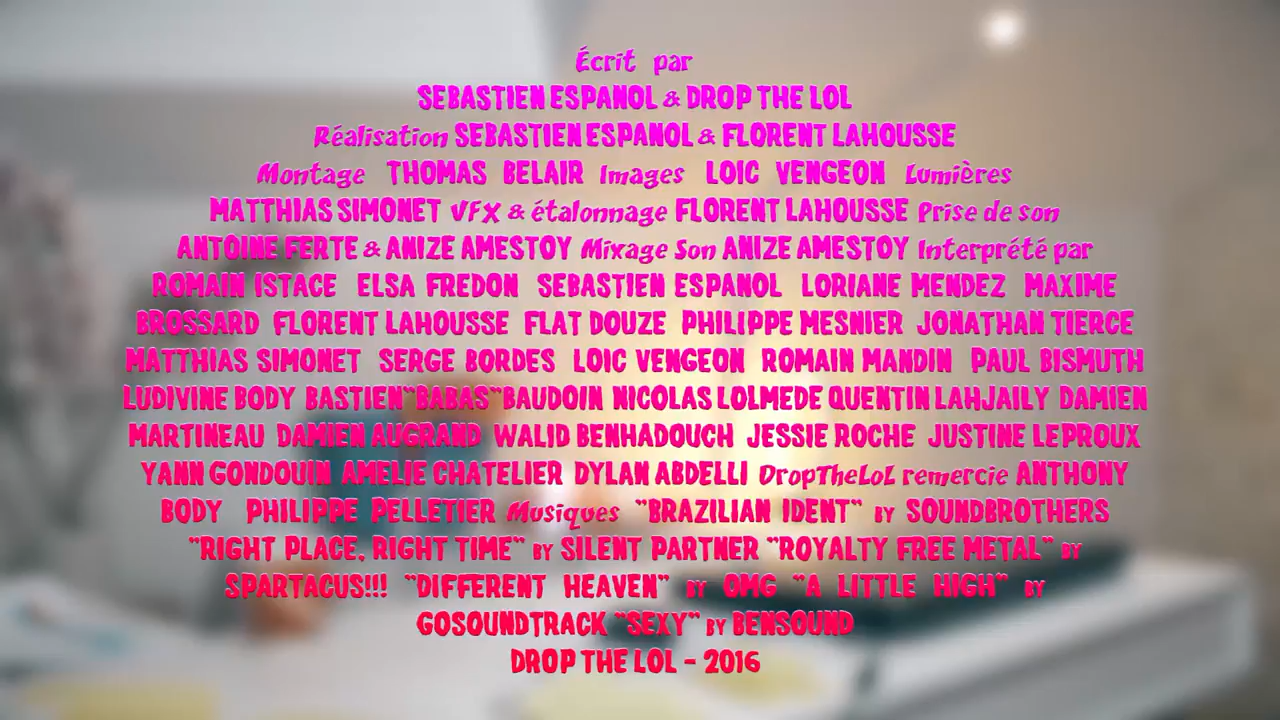 Écrit par
SEBASTIEN ESPANOL & DROP THE LOL
Réalisation SEBASTIEN ESPANOL & FLORENT LAHOUSSE
Montage THOMAS BELAIR Images LOIC VENGEON Lumières
MATTHIAS SIMONET VFX & étalonnage FLORENT LAHOUSSE Prise de son
ANTOINE FERTE & ANIZE AMESTOY Mixage Son ANIZE AMESTOY Interprété par
ROMAIN ISTACE ELSA FREDON SEBASTIEN ESPANOL LORIANE MENDEZ MAXIME
BROSSARD FLORENT LAHOUSSE FLAT DOUZE PHILIPPE MESNIER JONATHAN TIERCE
MATTHIAS SIMONET SERGE BORDES LOIC VENGEON ROMAIN MANDIN PAUL BISMUTH
LUDIVINE BODY BASTIEN"BABAS"BAUDOIN NICOLAS LOLMEDE QUENTIN LAHJAILY DAMIEN
MARTINEAU DAMIEN AUGRAND WALID BENHADOUCH JESSIE ROCHE JUSTINE LEPROUX
YANN GONDOUIN AMELIE CHATELIER DYLAN ABDELLI DropTheLoL remercie ANTHONY
BODY PHILIPPE PELLETIER Musiques "BRAZILIAN IDENT" BY SOUNDBROTHERS
"RIGHT PLACE, RIGHT TIME" BY SILENT PARTNER "ROYALTY FREE METAL" BY
SPARTACUS!!! "DIFFERENT HEAVEN" BY OMG "A LITTLE HIGH" BY
GOSOUNDTRACK "SEXY" BY BENSOUND
DROP THE LOL - 2016